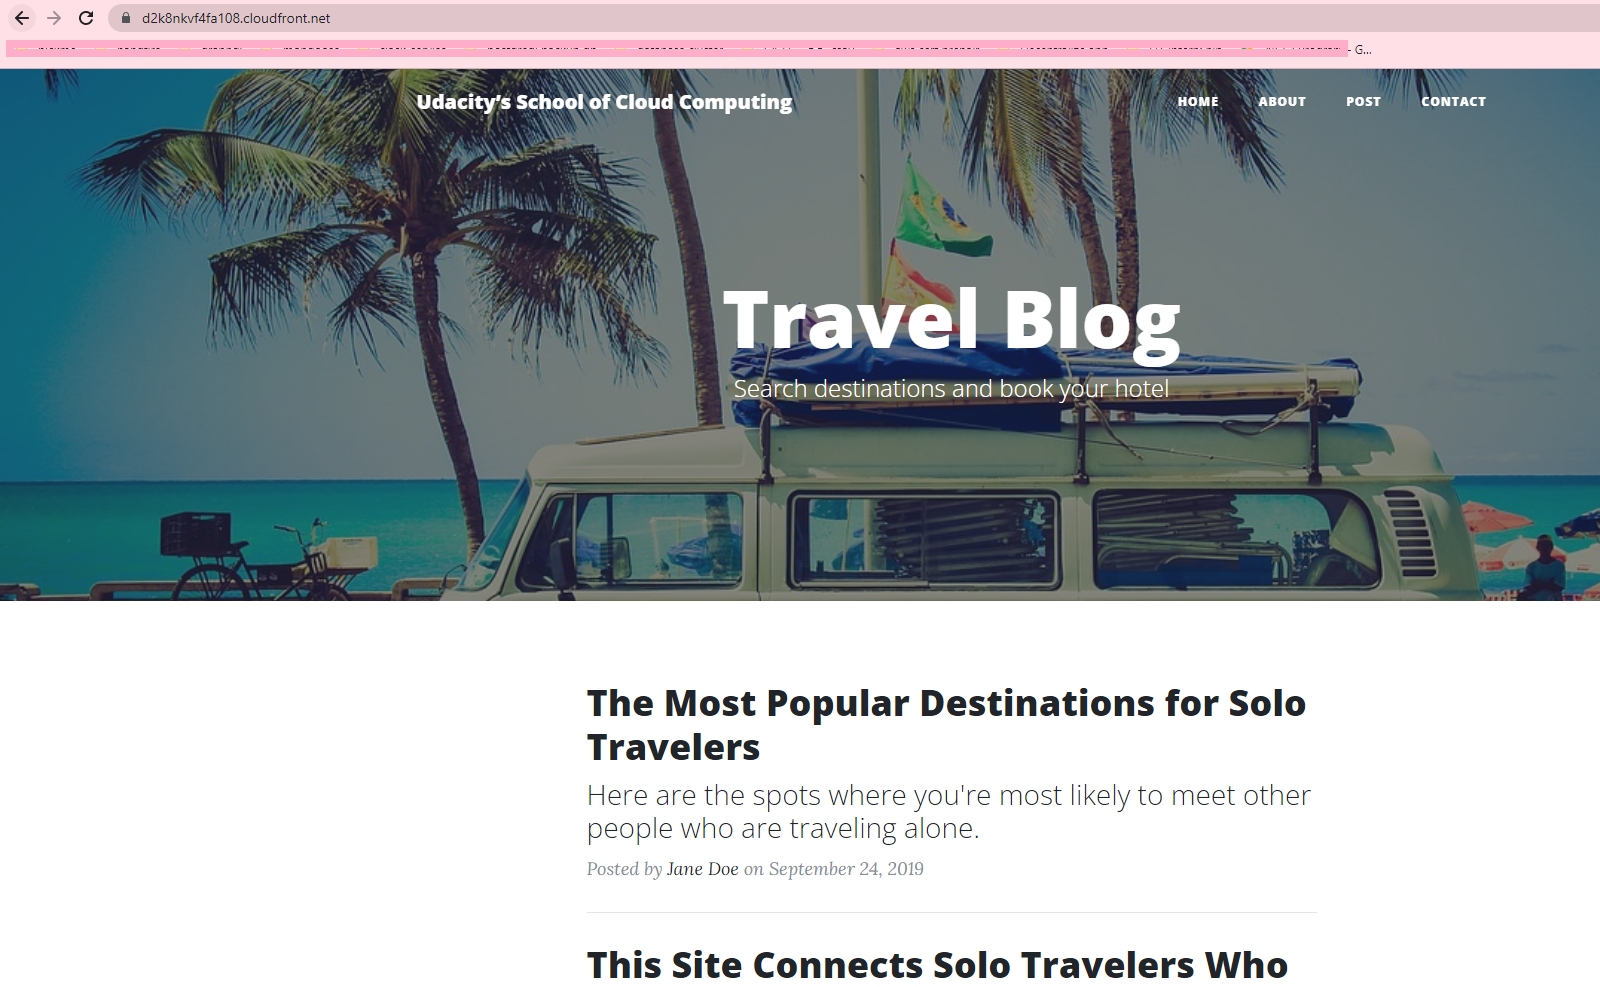 d2k8nkvf4fa108.cloudfront.net
- G...
Udacity's School of Cloud Computing
HOME ABOUT POST CONTACT
Travel Blog
Search destinations and book your hotel
The Most Popular Destinations for Solo
Travelers
Here are the spots where you're most likely to meet other
people who are traveling alone.
Posted by Jane Doe on September 24, 2019
This Site Connects Solo Travelers Who